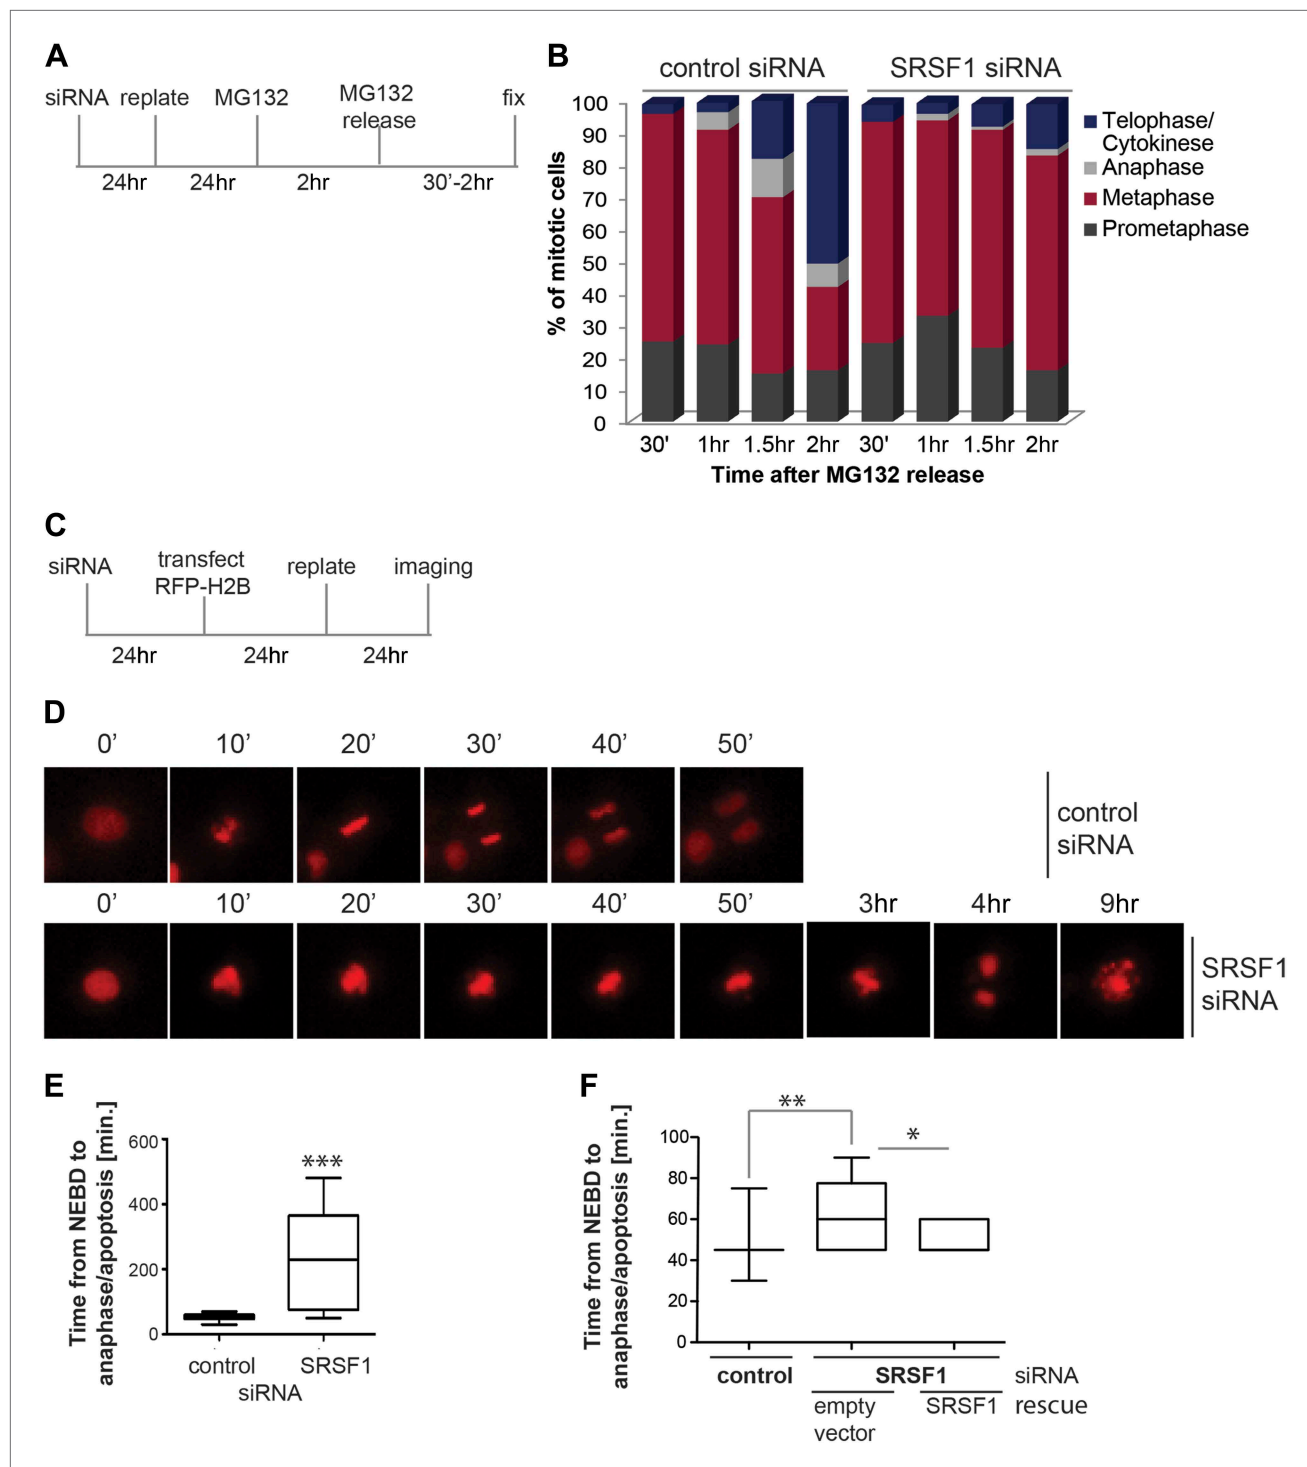 A
siRNA replate MG132 MG132 release fix
24hr 24hr 2hr 30’-2hr
B
control siRNA SRSF1 siRNA
% of mitotic cells
100
90
80
70
60
50
40
30
20
10
0
30' 1hr 1.5hr 2hr 30' 1hr 1.5hr 2hr
Time after MG132 release
Telophase/
Cytokinese
Anaphase
Metaphase
Prometaphase
C
siRNA transfect RFP-H2B replate imaging
24hr 24hr 24hr
D
0’ 10’ 20’ 30’ 40’ 50’
control
siRNA
0’ 10’ 20’ 30’ 40’ 50’ 3hr 4hr 9hr
SRSF1
siRNA
E
Time from NEBD to
anaphase/apoptosis [min.]
600
400
200
0
***
control SRSF1
siRNA
F
Time from NEBD to
anaphase/apoptosis [min.]
100
80
60
40
20
0
**
*
control SRSF1 siRNA
empty vector SRSF1 rescue